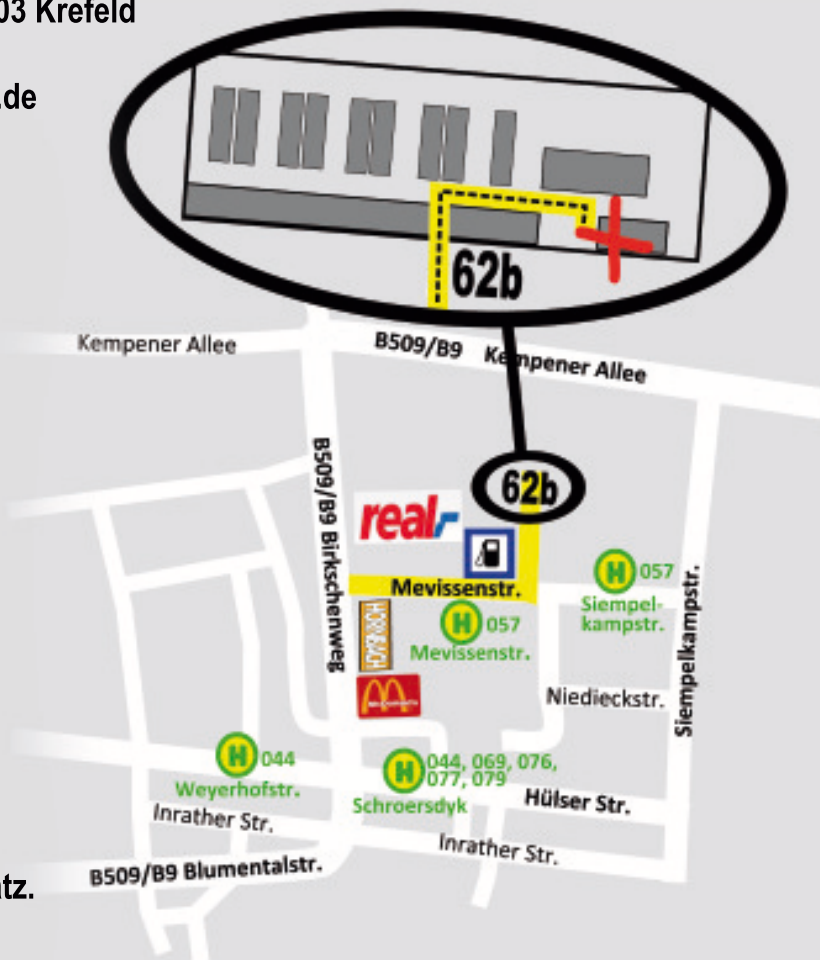 03 Krefeld
.de
62b
Kempener Allee
B509/B9 Kempener Allee
B509/B9 Birkschenweg
62b
real,-
Mevissenstr.
HORNBACH
H 057
Mevissenstr.
H 057
Siempel-
kampstr.
Siempelkampstr.
McDonald's
Niedieckstr.
H 044
Weyerhofstr.
H 044, 069, 076,
077, 079
Schroersdyk
Hülser Str.
Inrather Str.
Inrather Str.
B509/B9 Blumentalstr.
tz.